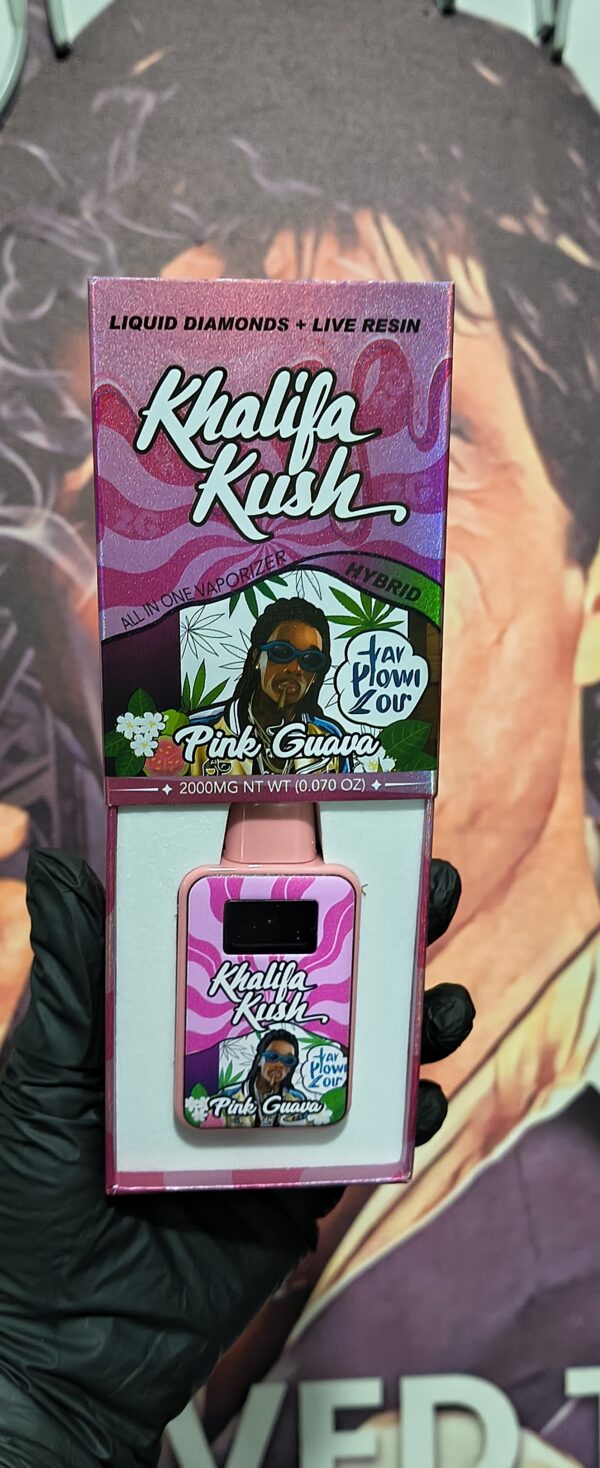 LIQUID DIAMONDS + LIVE RESIN
Khalifa
Kush
ALL IN ONE VAPORIZER
HYBRID
Pink Guava
2000MG NT WT (0.070 OZ)
Khalifa
Kush
Pink Guava
VED T